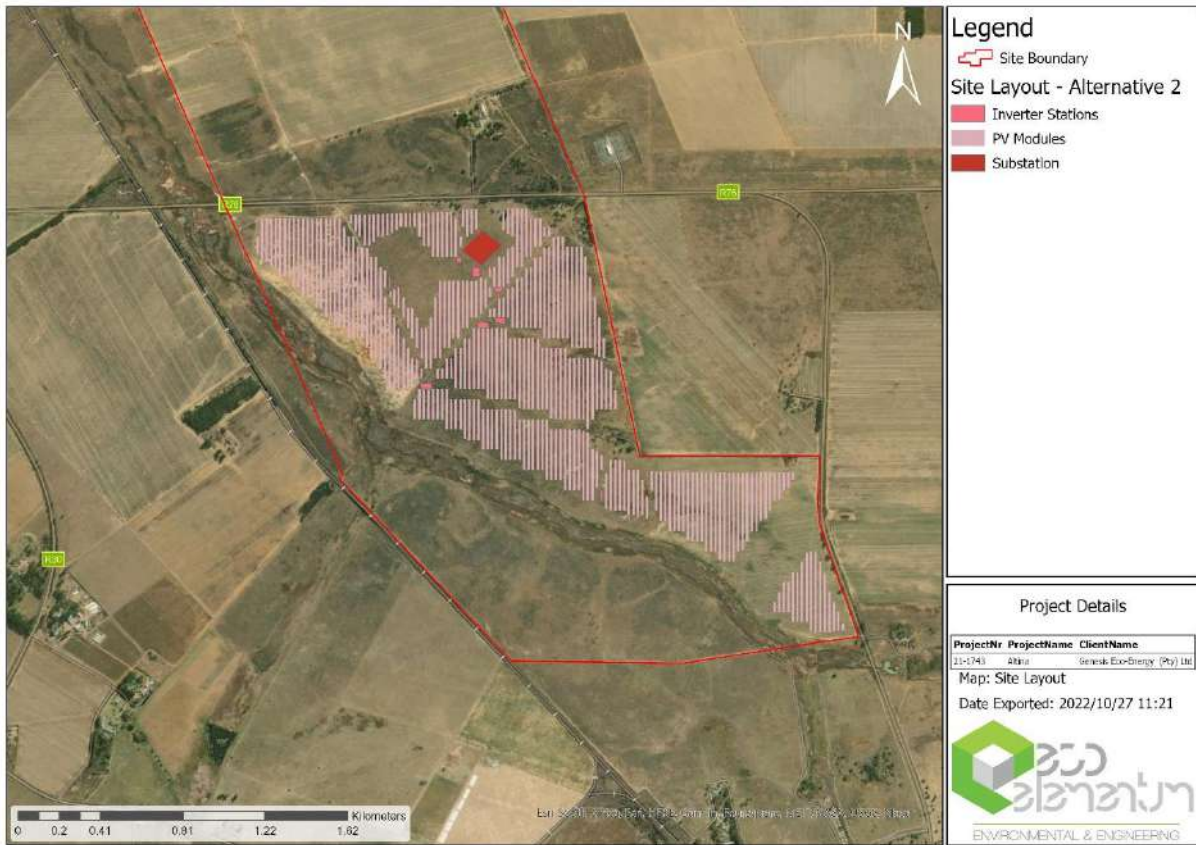 N
R76
R76
R30
Kilometers
0 0.2 0.41 0.81 1.22 1.62
Legend
Site Boundary
Site Layout - Alternative 2
Inverter Stations
PV Modules
Substation
Project Details
ProjectNr ProjectName ClientName
21-1743 Altina Genesis Eco-Energy (Pty) Ltd
Map: Site Layout
Date Exported: 2022/10/27 11:21
eco
elementum
ENVIRONMENTAL & ENGINEERING